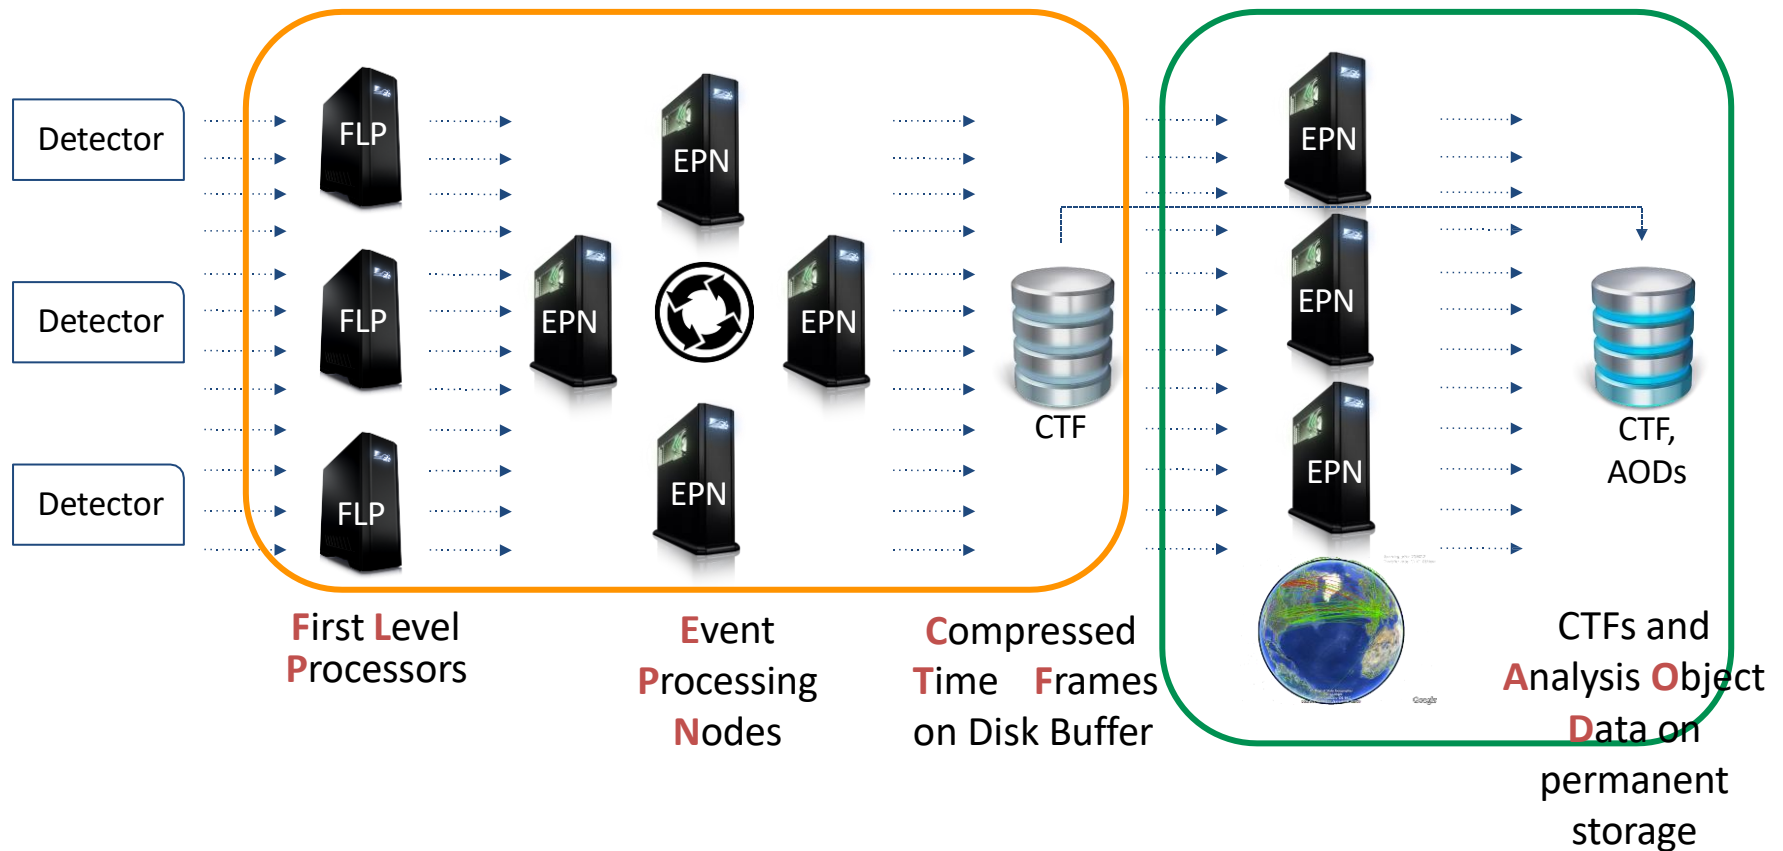 Detector
FLP
EPN
EPN
Detector
FLP
EPN
EPN
EPN
CTF
CTF,
AODs
Detector
FLP
EPN
EPN
First Level
Processors
Event
Processing
Nodes
Compressed
Time Frames
on Disk Buffer
Google
CTFs and
Analysis Object
Data on
permanent
storage